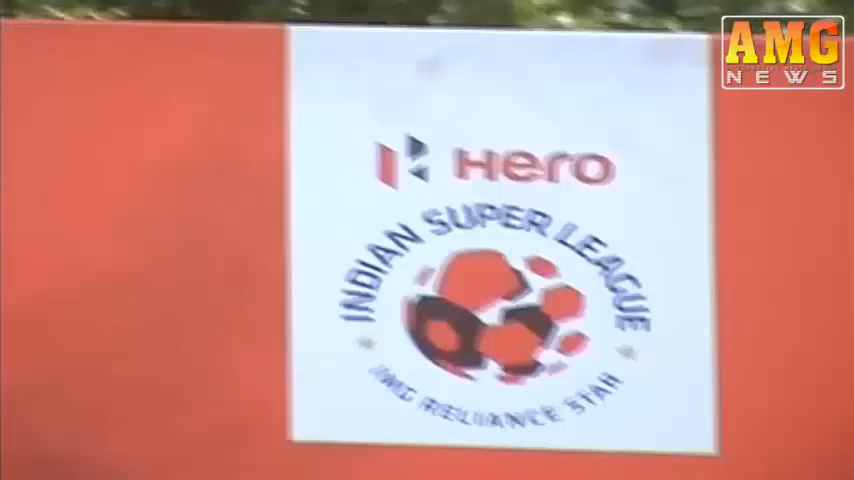 AMG
NEWS
Hero
INDIAN SUPER LEAGUE
IMG RELIANCE STAR